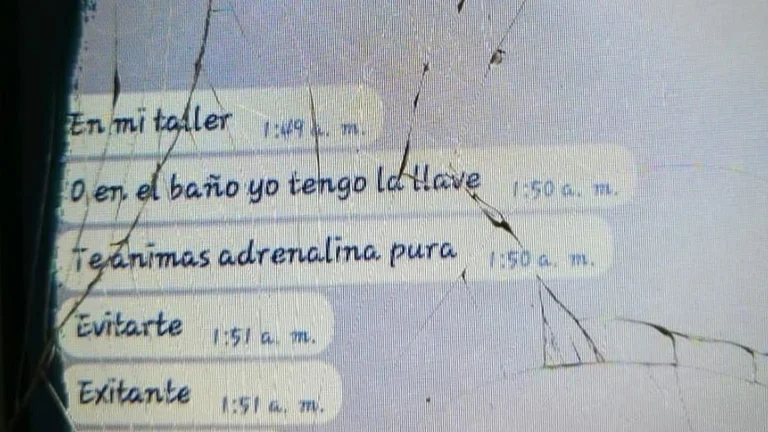 En mi taller 1:49 a. m.
O en el baño yo tengo la llave 1:50 a. m.
Te animas adrenalina pura 1:50 a. m.
Evitarte 1:51 a. m.
Exitante 1:51 a. m.